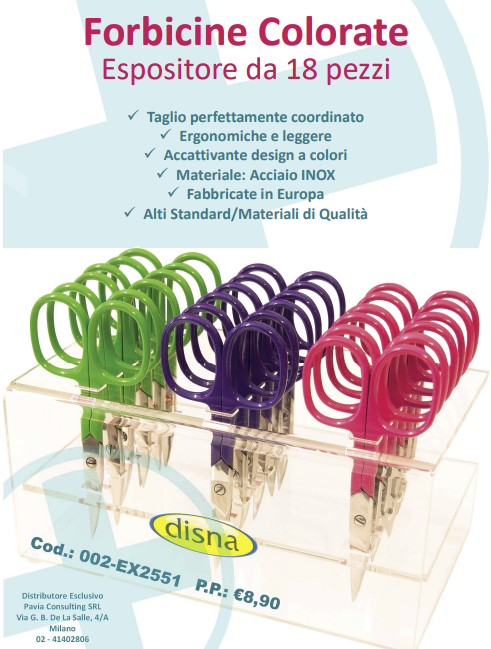 Forbicine Colorate
Espositore da 18 pezzi
✓ Taglio perfettamente coordinato
✓ Ergonomiche e leggere
✓ Accattivante design a colori
✓ Materiale: Acciaio INOX
✓ Fabbricate in Europa
✓ Alti Standard/Materiali di Qualità
disna
Cod.: 002-EX2551 P.P.: €8,90
Distributore Esclusivo
Pavia Consulting SRL
Via G. B. De La Salle, 4/A
Milano
02 - 41402806